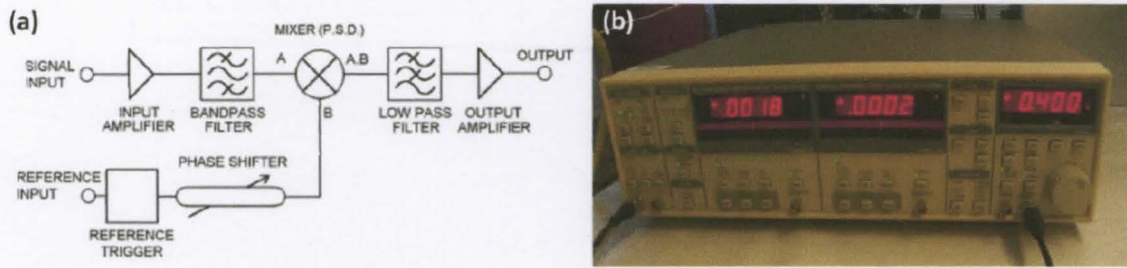 (a)
MIXER (P.S.D.)
SIGNAL
INPUT
A
A.B
OUTPUT
INPUT
AMPLIFIER
BANDPASS
FILTER
B
LOW PASS
FILTER
OUTPUT
AMPLIFIER
PHASE SHIFTER
REFERENCE
INPUT
REFERENCE
TRIGGER
(b)
.0018
.0002
0.400